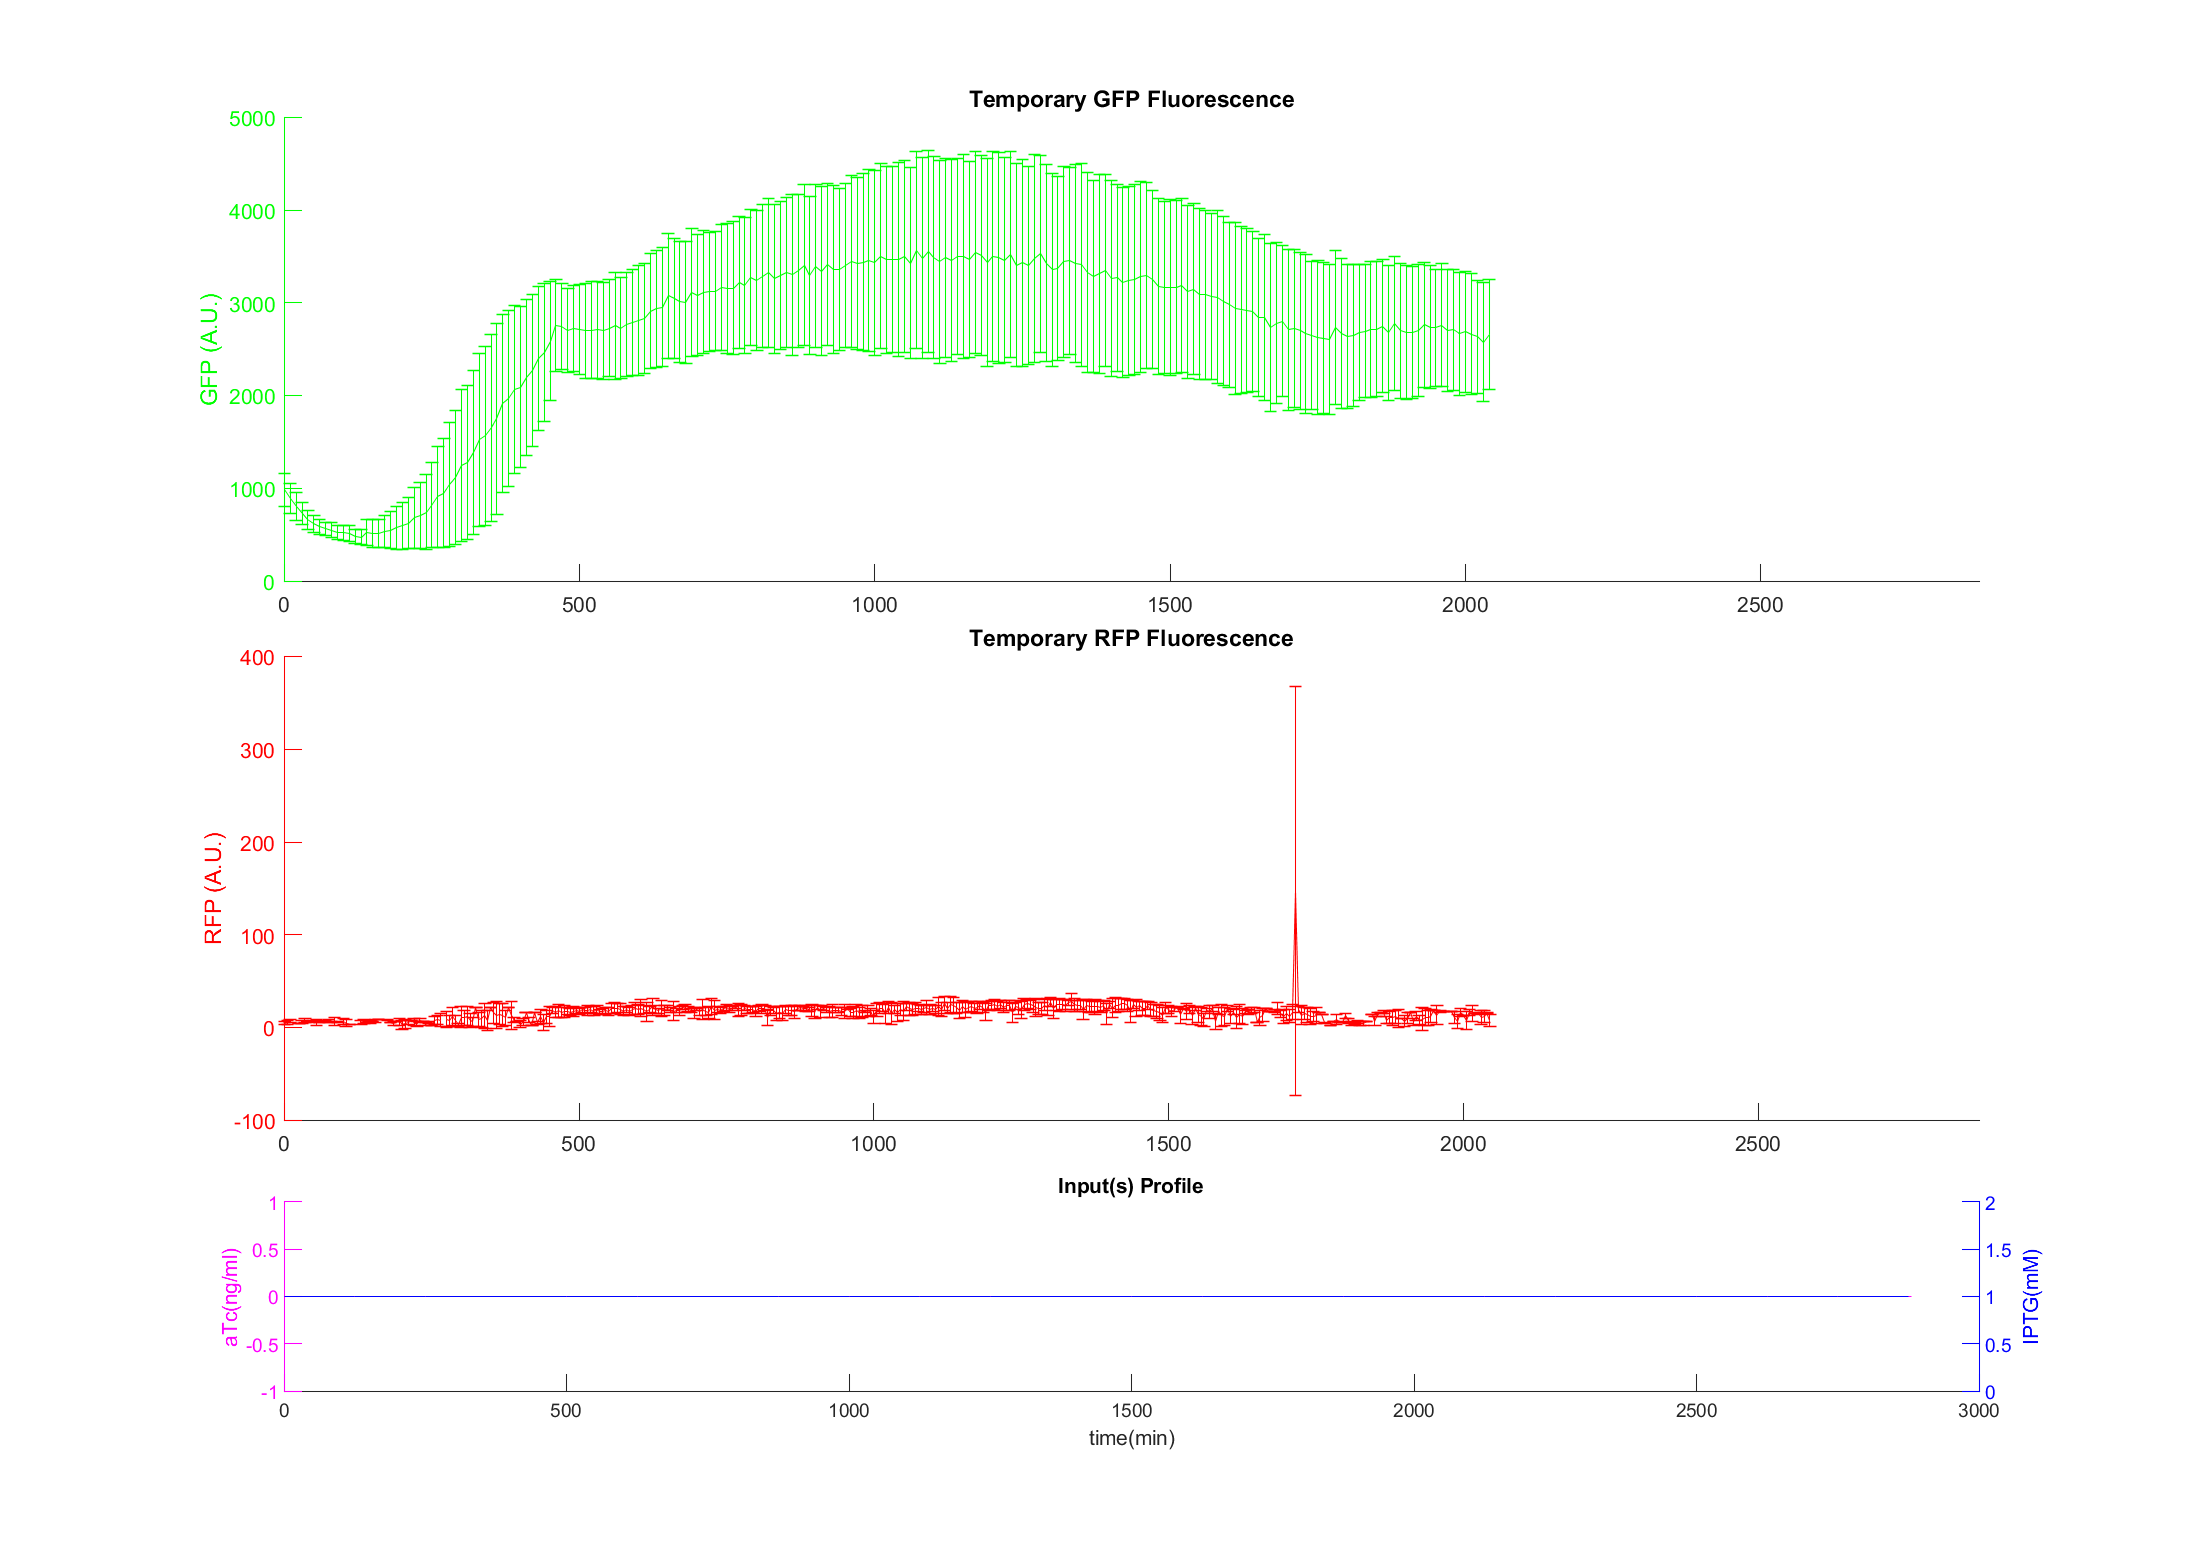 Temporary GFP Fluorescence
5000
4000
3000
2000
1000
0
GFP (A.U.)
0 500 1000 1500 2000 2500
Temporary RFP Fluorescence
400
300
200
100
0
-100
RFP (A.U.)
0 500 1000 1500 2000 2500
Input(s) Profile
1
0.5
0
-0.5
-1
aTc(ng/ml)
2
1.5
1
0.5
0
IPTG(mM)
0 500 1000 1500 2000 2500 3000
time(min)